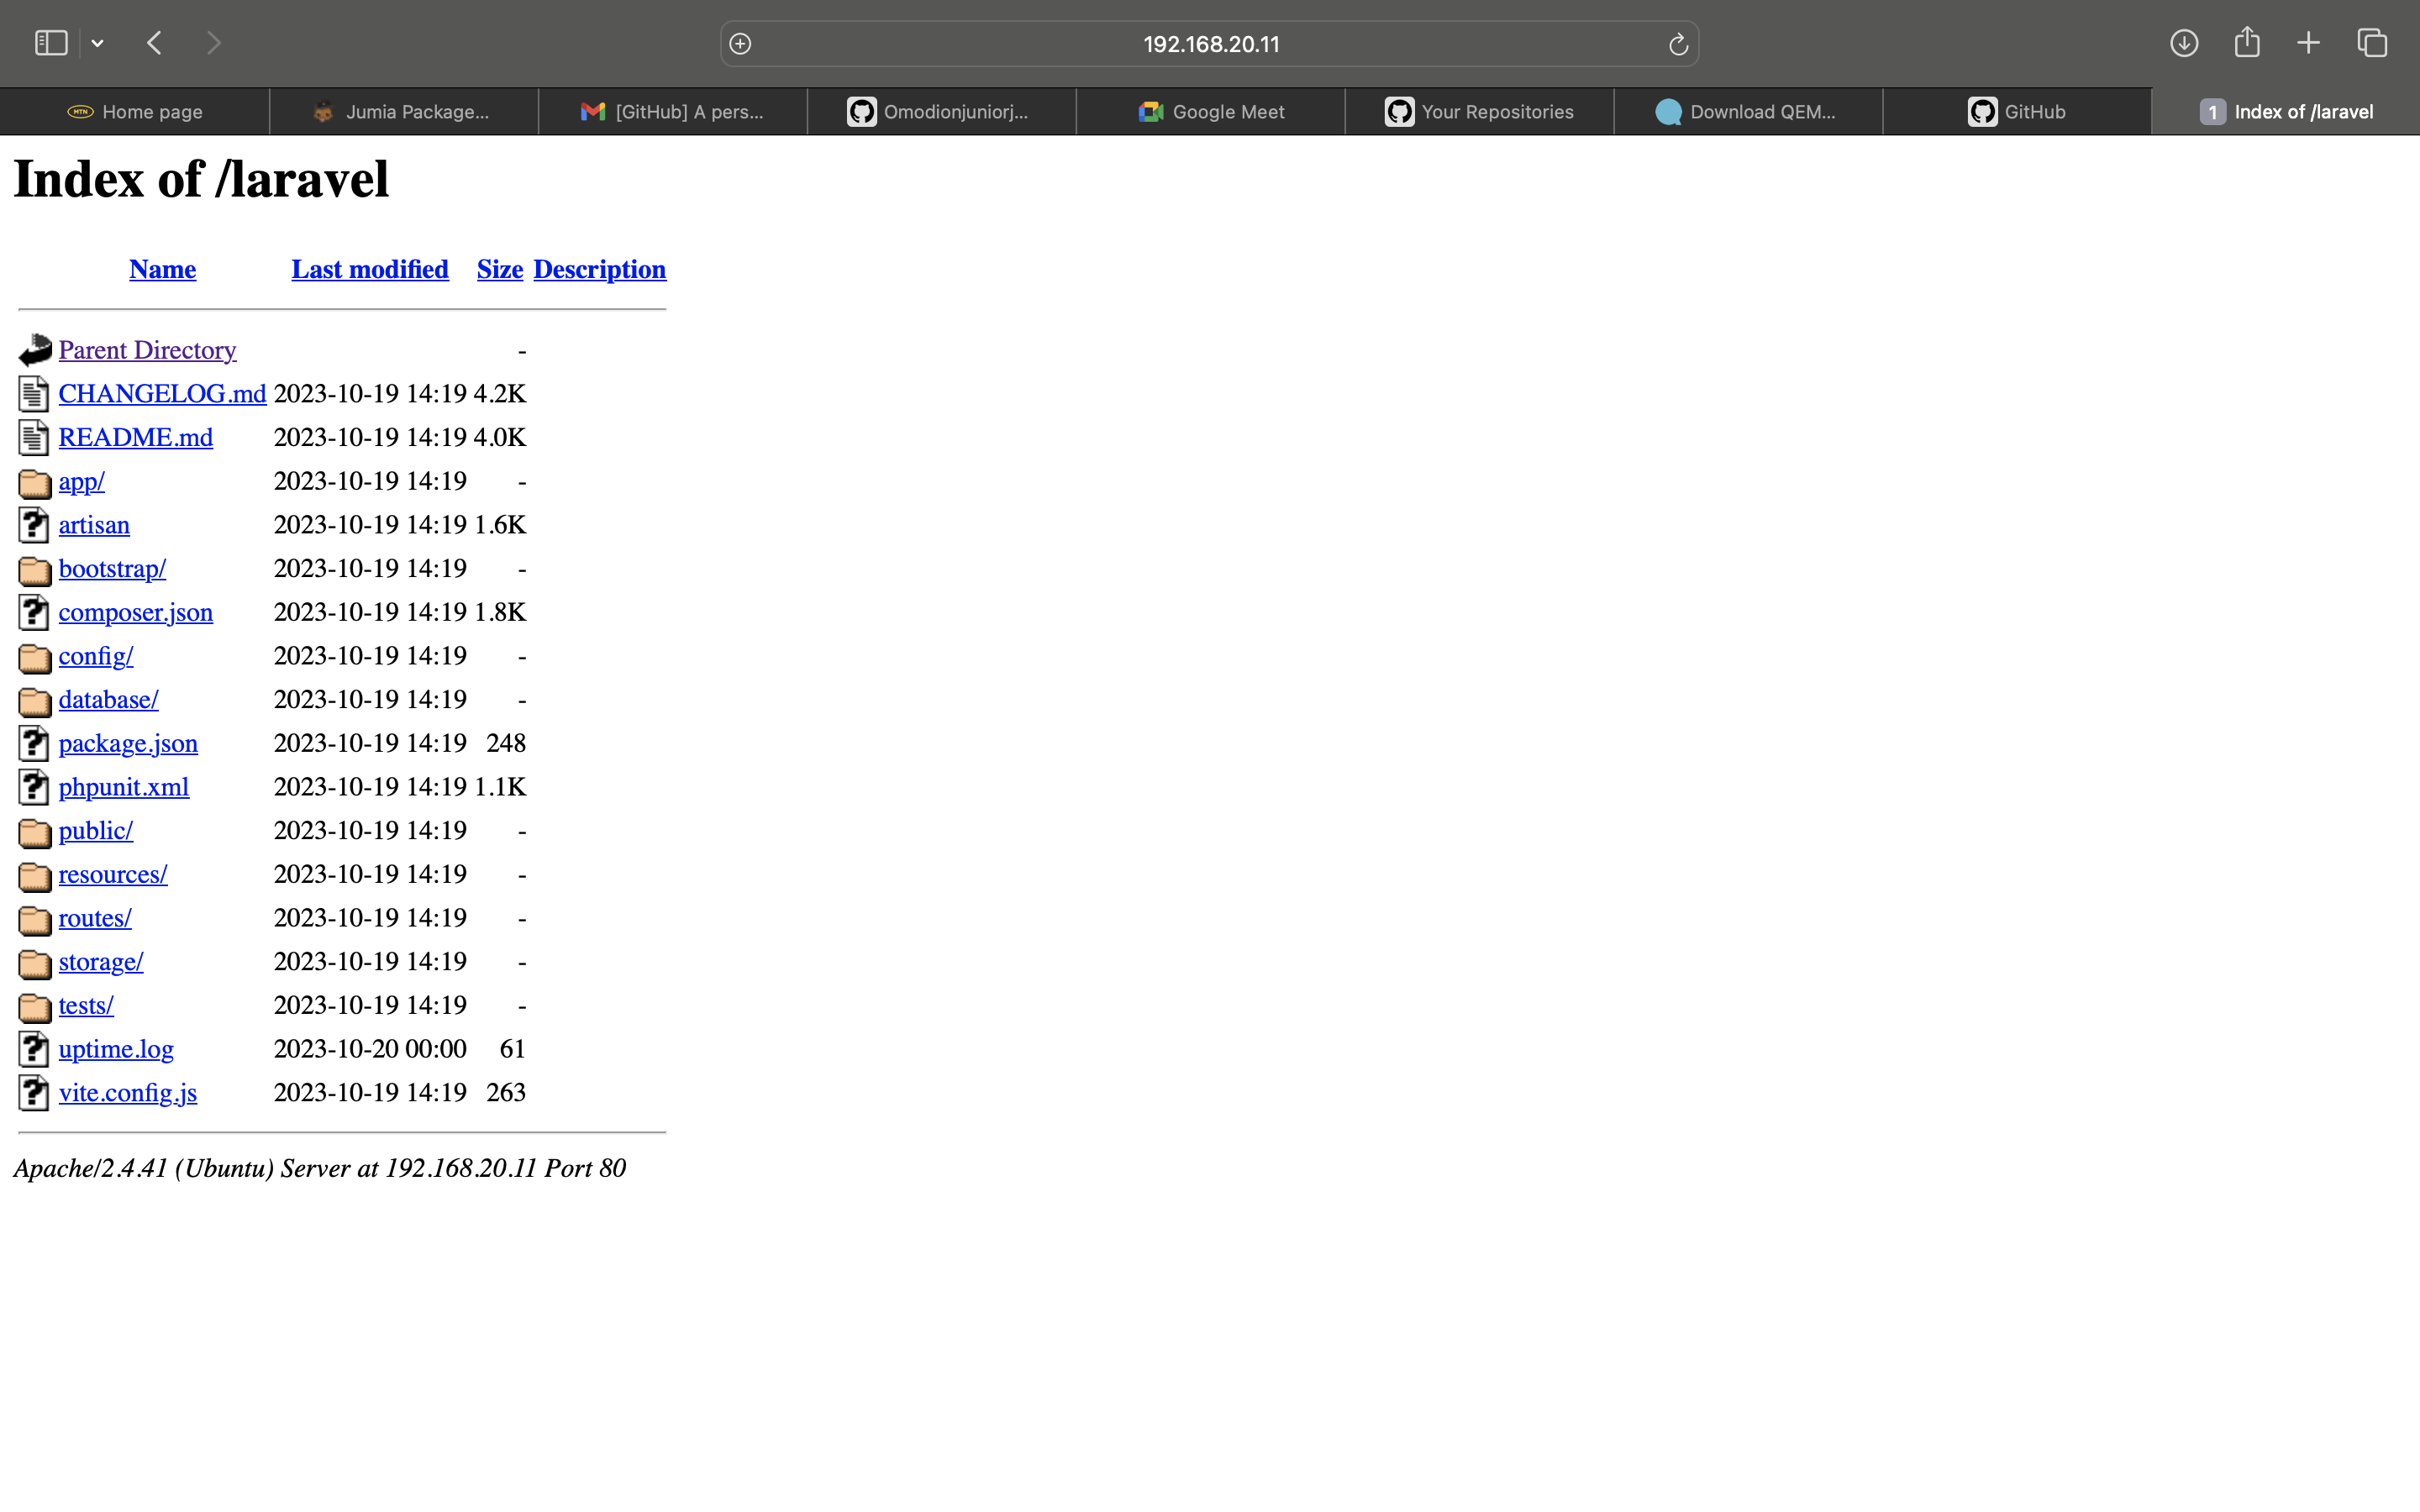 192.168.20.11
MTN Home page Jumia Package... [GitHub] A pers... Omodionjuniorj... Google Meet Your Repositories Download QEM... GitHub 1 Index of /laravel
Index of /laravel
Name Last modified Size Description
Parent Directory -
CHANGELOG.md 2023-10-19 14:19 4.2K
README.md 2023-10-19 14:19 4.0K
app/ 2023-10-19 14:19 -
artisan 2023-10-19 14:19 1.6K
bootstrap/ 2023-10-19 14:19 -
composer.json 2023-10-19 14:19 1.8K
config/ 2023-10-19 14:19 -
database/ 2023-10-19 14:19 -
package.json 2023-10-19 14:19 248
phpunit.xml 2023-10-19 14:19 1.1K
public/ 2023-10-19 14:19 -
resources/ 2023-10-19 14:19 -
routes/ 2023-10-19 14:19 -
storage/ 2023-10-19 14:19 -
tests/ 2023-10-19 14:19 -
uptime.log 2023-10-20 00:00 61
vite.config.js 2023-10-19 14:19 263
Apache/2.4.41 (Ubuntu) Server at 192.168.20.11 Port 80